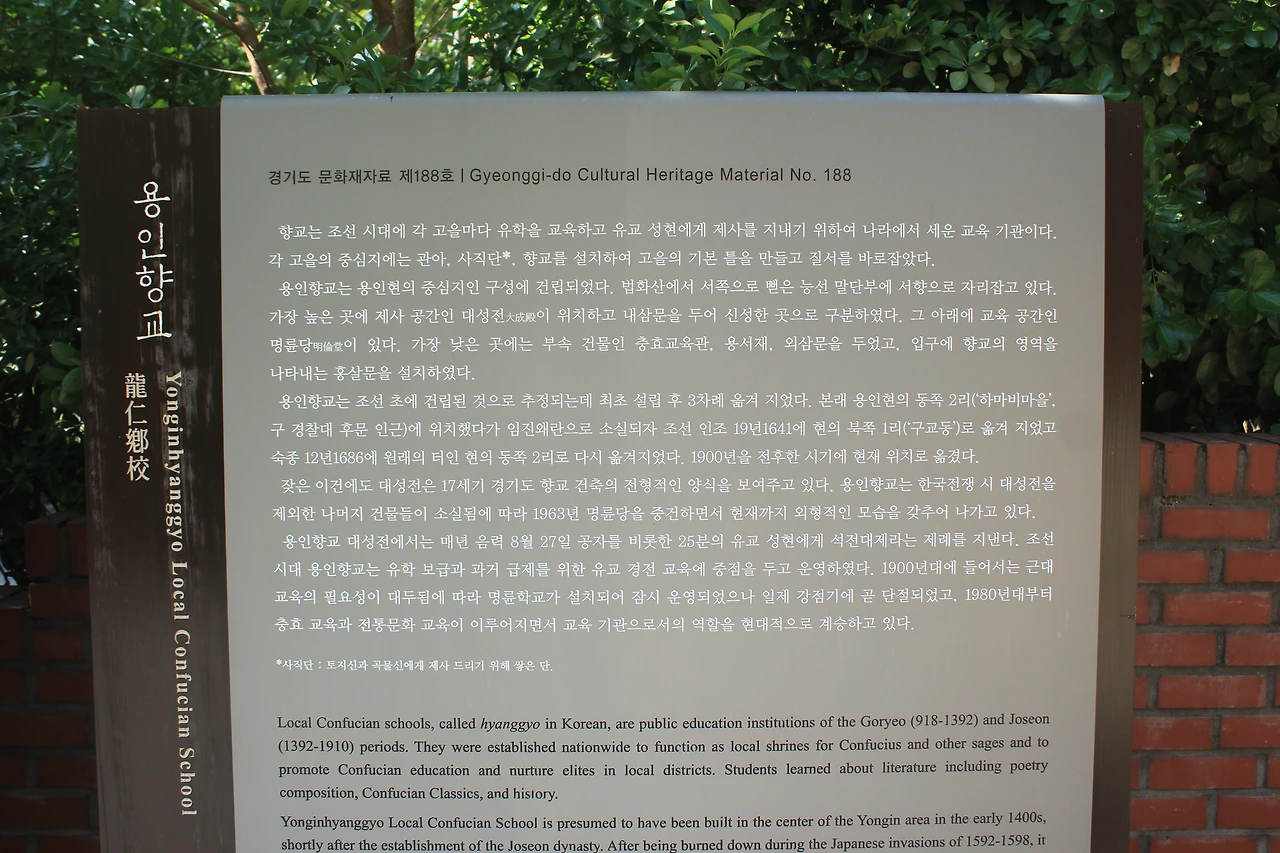 용인향교
龍仁鄕校
Yonginhyanggyo Local Confucian School
경기도 문화재자료 제188호 | Gyeonggi-do Cultural Heritage Material No. 188
향교는 조선 시대에 각 고을마다 유학을 교육하고 유교 성현에게 제사를 지내기 위하여 나라에서 세운 교육 기관이다.
각 고을의 중심지에는 관아, 사직단*, 향교를 설치하여 고을의 기본 틀을 만들고 질서를 바로잡았다.
용인향교는 용인현의 중심지인 구성에 건립되었다. 법화산에서 서쪽으로 뻗은 능선 말단부에 서향으로 자리잡고 있다.
가장 높은 곳에 제사 공간인 대성전大成殿이 위치하고 내삼문을 두어 신성한 곳으로 구분하였다. 그 아래에 교육 공간인
명륜당明倫堂이 있다. 가장 낮은 곳에는 부속 건물인 충효교육관, 용서재, 외삼문을 두었고, 입구에 향교의 영역을
나타내는 홍살문을 설치하였다.
용인향교는 조선 초에 건립된 것으로 추정되는데 최초 설립 후 3차례 옮겨 지었다. 본래 용인현의 동쪽 2리('하마비마을',
구 경찰대 후문 인근)에 위치했다가 임진왜란으로 소실되자 조선 인조 19년1641에 현의 북쪽 1리('구교동')로 옮겨 지었고
숙종 12년1686에 원래의 터인 현의 동쪽 2리로 다시 옮겨지었다. 1900년을 전후한 시기에 현재 위치로 옮겼다.
잦은 이건에도 대성전은 17세기 경기도 향교 건축의 전형적인 양식을 보여주고 있다. 용인향교는 한국전쟁 시 대성전을
제외한 나머지 건물들이 소실됨에 따라 1963년 명륜당을 중건하면서 현재까지 외형적인 모습을 갖추어 나가고 있다.
용인향교 대성전에서는 매년 음력 8월 27일 공자를 비롯한 25분의 유교 성현에게 석전대제라는 제례를 지낸다. 조선
시대 용인향교는 유학 보급과 과거 급제를 위한 유교 경전 교육에 중점을 두고 운영하였다. 1900년대에 들어서는 근대
교육의 필요성이 대두됨에 따라 명륜학교가 설치되어 잠시 운영되었으나 일제 강점기에 곧 단절되었고, 1980년대부터
충효 교육과 전통문화 교육이 이루어지면서 교육 기관으로서의 역할을 현대적으로 계승하고 있다.
*사직단 : 토지신과 곡물신에게 제사 드리기 위해 쌓은 단.
Local Confucian schools, called hyanggyo in Korean, are public education institutions of the Goryeo (918-1392) and Joseon
(1392-1910) periods. They were established nationwide to function as local shrines for Confucius and other sages and to
promote Confucian education and nurture elites in local districts. Students learned about literature including poetry
composition, Confucian Classics, and history.
Yonginhyanggyo Local Confucian School is presumed to have been built in the center of the Yongin area in the early 1400s,
shortly after the establishment of the Joseon dynasty. After being burned down during the Japanese invasions of 1592-1598, it